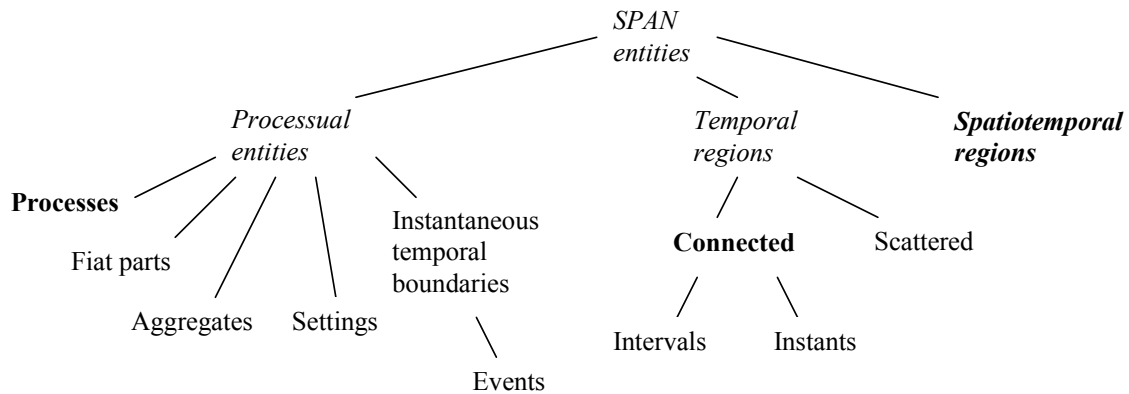 SPAN
entities
Processual
entities
Temporal
regions
Spatiotemporal
regions
Processes
Fiat parts
Aggregates
Settings
Instantaneous
temporal
boundaries
Events
Connected
Scattered
Intervals
Instants